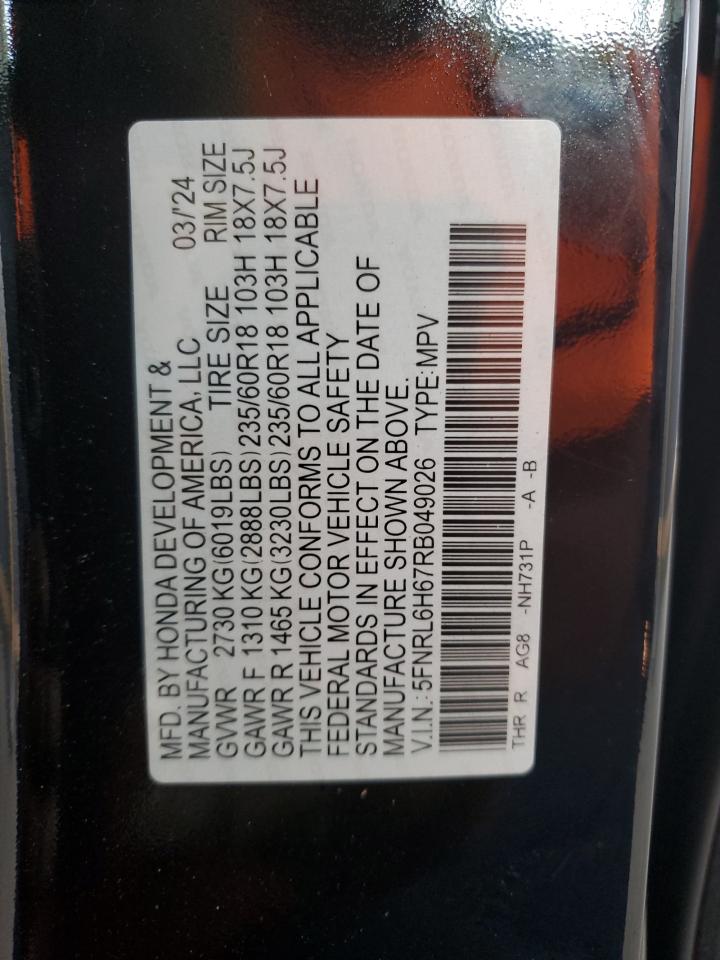 MFD. BY HONDA DEVELOPMENT &
MANUFACTURING OF AMERICA, LLC 03/'24
GVWR 2730 KG(6019LBS) TIRE SIZE RIM SIZE
GAWR F 1310 KG(2888LBS) 235/60R18 103H 18X7.5J
GAWR R 1465 KG(3230LBS) 235/60R18 103H 18X7.5J
THIS VEHICLE CONFORMS TO ALL APPLICABLE
FEDERAL MOTOR VEHICLE SAFETY
STANDARDS IN EFFECT ON THE DATE OF
MANUFACTURE SHOWN ABOVE.
V.I.N.: 5FNRL6H67RB049026 TYPE: MPV
THR R AG8 -NH731P -A -B